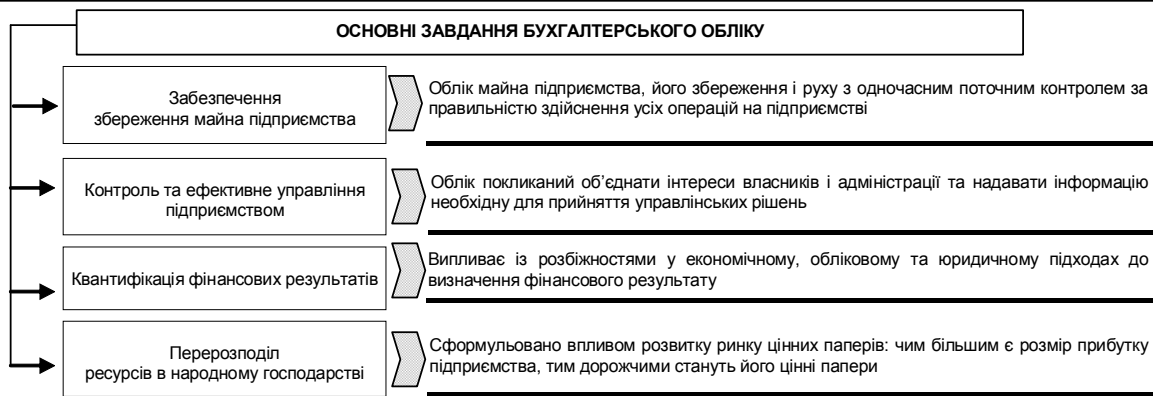 ОСНОВНІ ЗАВДАННЯ БУХГАЛТЕРСЬКОГО ОБЛІКУ
Забезпечення
збереження майна підприємства
Облік майна підприємства, його збереження і руху з одночасним поточним контролем за
правильністю здійснення усіх операцій на підприємстві
Контроль та ефективне управління
підприємством
Облік покликаний об’єднати інтереси власників і адміністрації та надавати інформацію
необхідну для прийняття управлінських рішень
Квантифікація фінансових результатів
Випливає із розбіжностями у економічному, обліковому та юридичному підходах до
визначення фінансового результату
Перерозподіл
ресурсів в народному господарстві
Сформульовано впливом розвитку ринку цінних паперів: чим більшим є розмір прибутку
підприємства, тим дорожчими стануть його цінні папери